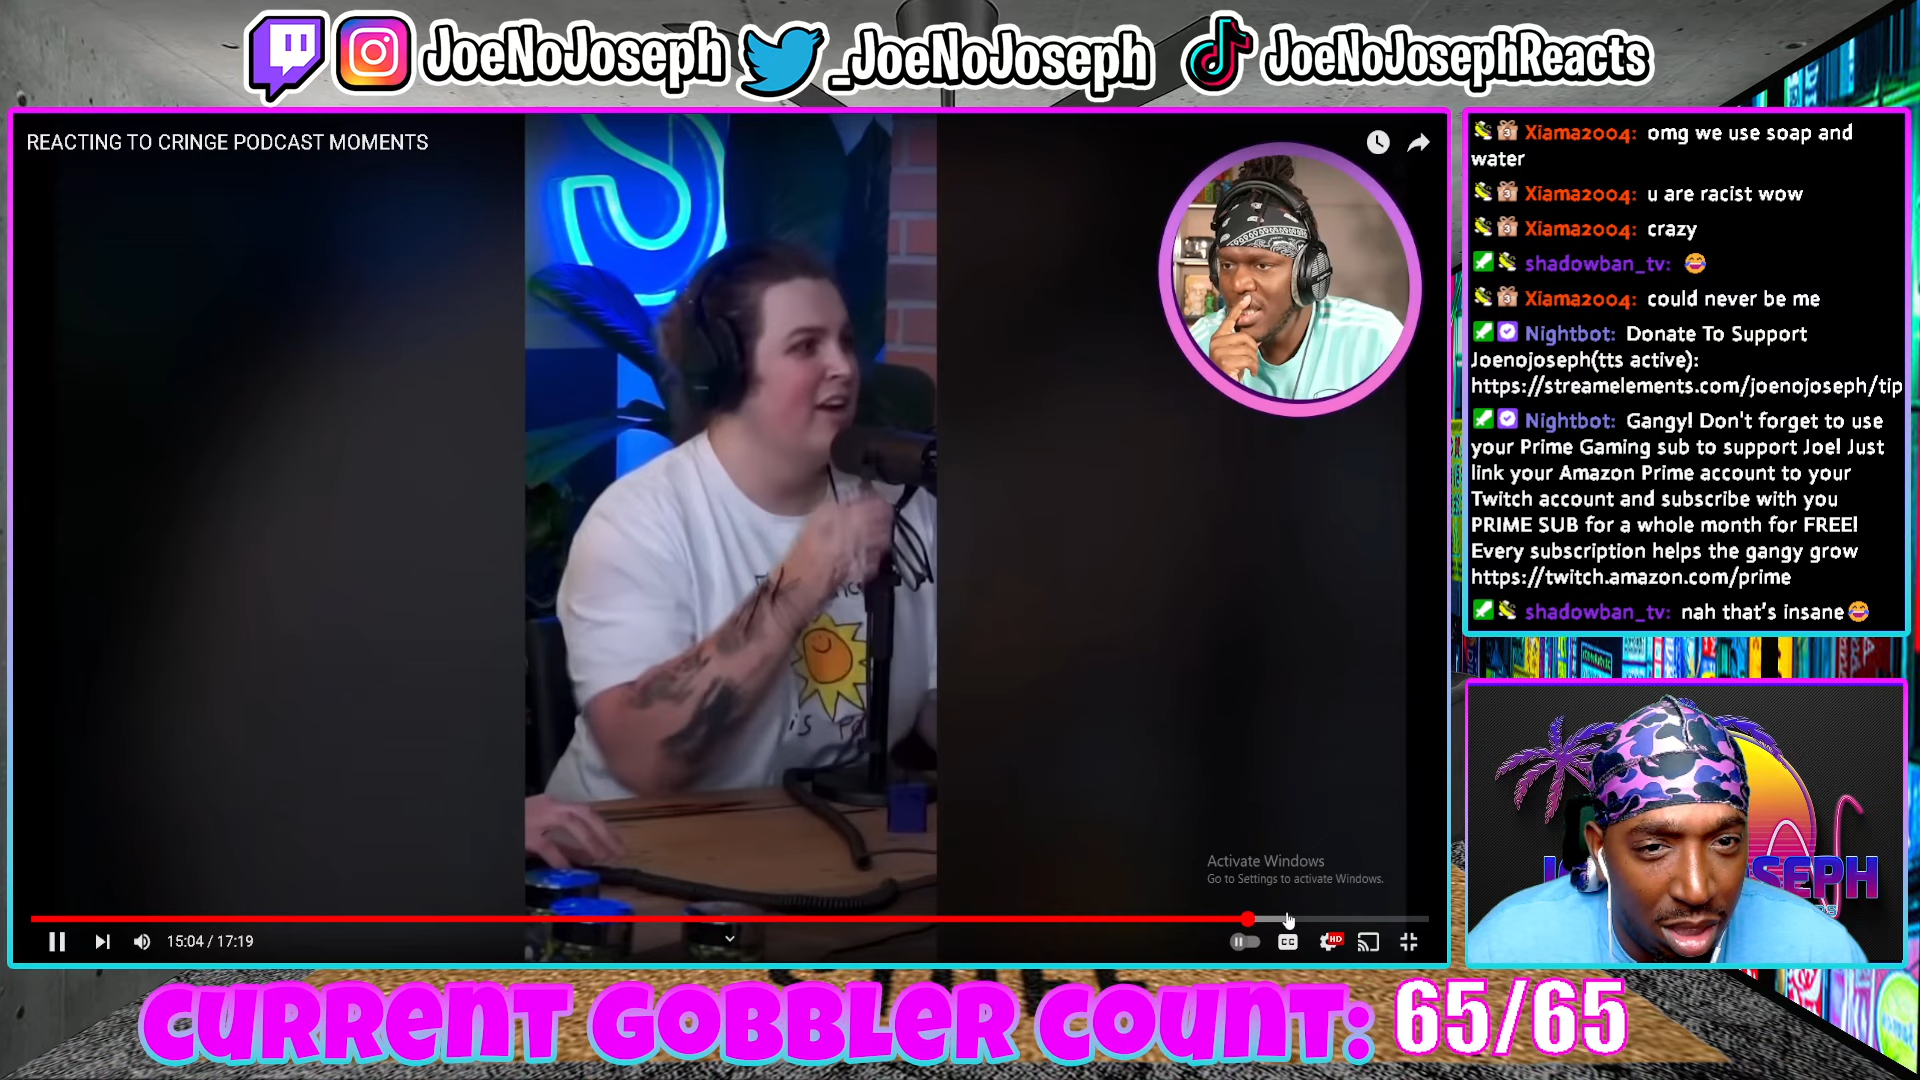 JoeNoJoseph
_JoeNoJoseph
JoeNoJosephReacts
REACTING TO CRINGE PODCAST MOMENTS
Xiama2004: omg we use soap and
water
Xiama2004: u are racist wow
Xiama2004: crazy
shadowban_tv: 😂
Xiama2004: could never be me
Nightbot: Donate To Support
Joenojoseph(tts active):
https://streamelements.com/joenojoseph/tip
Nightbot: Gangy! Don't forget to use
your Prime Gaming sub to support Joe! Just
link your Amazon Prime account to your
Twitch account and subscribe with you
PRIME SUB for a whole month for FREE!
Every subscription helps the gangy grow
https://twitch.amazon.com/prime
shadowban_tv: nah that's insane😂
is
Activate Windows
Go to Settings to activate Windows.
15:04 / 17:19
CC
HD
SEPH
CURRENT GOBBLER COUNT: 65/65